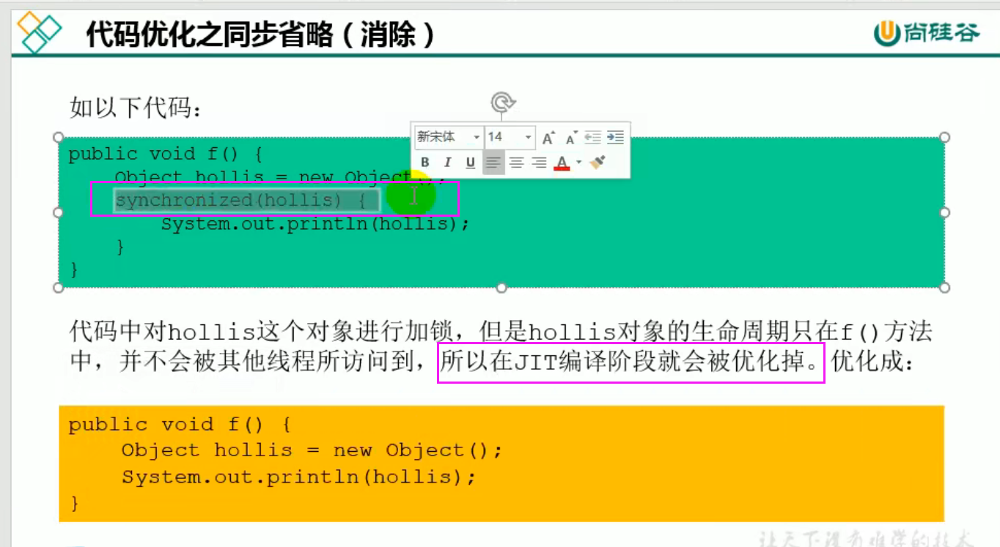 代码优化之同步省略（消除）
尚硅谷
如以下代码：
新宋体 14 A A
B I U A
public void f() {
Object hollis = new Object();
synchronized(hollis) {
System.out.println(hollis);
}
}
代码中对hollis这个对象进行加锁，但是hollis对象的生命周期只在f()方法
中，并不会被其他线程所访问到，所以在JIT编译阶段就会被优化掉。优化成：
public void f() {
Object hollis = new Object();
System.out.println(hollis);
}
让天下没有难学的技术